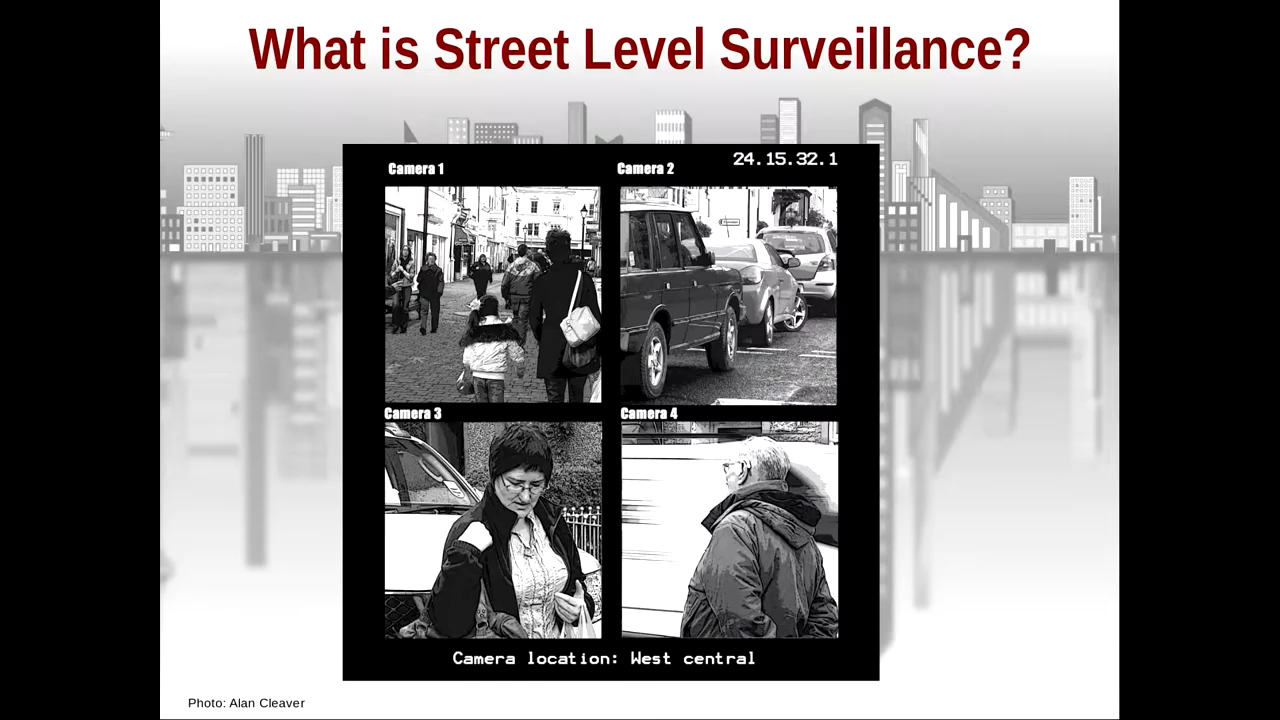 What is Street Level Surveillance?
24.15.32.1
Camera 1
Camera 2
Camera 3
Camera 4
Camera location: West central
Photo: Alan Cleaver